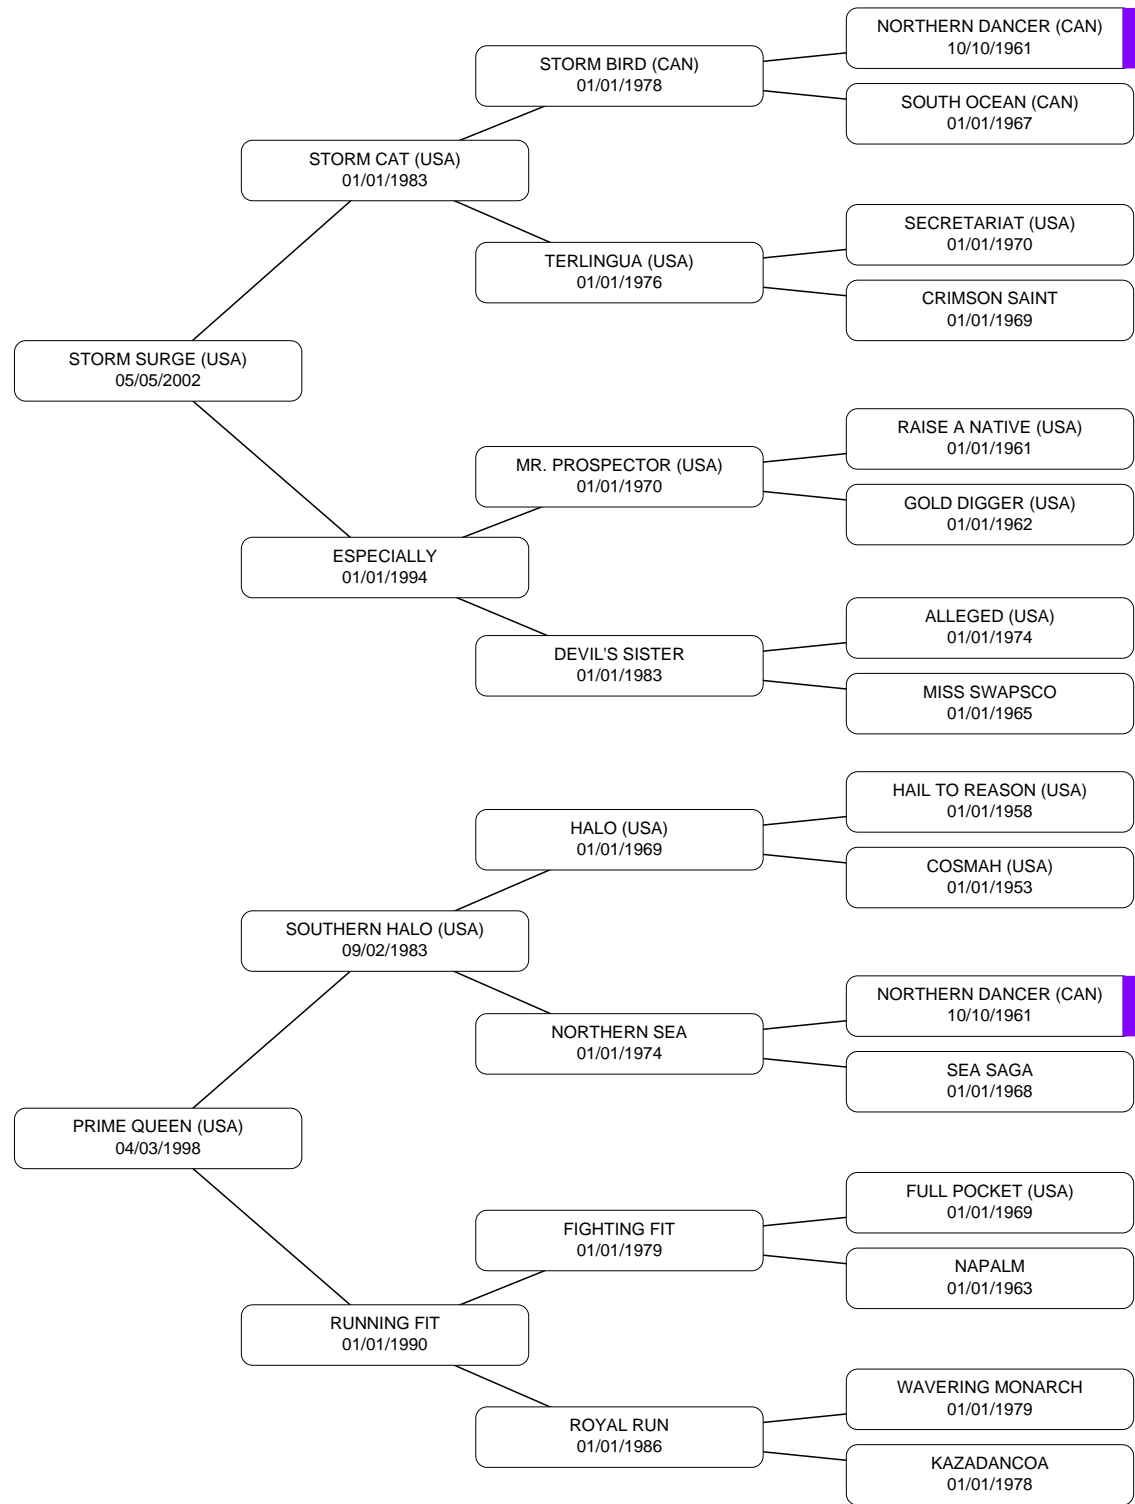 NORTHERN DANCER (CAN)
10/10/1961
STORM BIRD (CAN)
01/01/1978
SOUTH OCEAN (CAN)
01/01/1967
STORM CAT (USA)
01/01/1983
SECRETARIAT (USA)
01/01/1970
TERLINGUA (USA)
01/01/1976
CRIMSON SAINT
01/01/1969
STORM SURGE (USA)
05/05/2002
RAISE A NATIVE (USA)
01/01/1961
MR. PROSPECTOR (USA)
01/01/1970
GOLD DIGGER (USA)
01/01/1962
ESPECIALLY
01/01/1994
ALLEGED (USA)
01/01/1974
DEVIL'S SISTER
01/01/1983
MISS SWAPSCO
01/01/1965
HAIL TO REASON (USA)
01/01/1958
HALO (USA)
01/01/1969
COSMAH (USA)
01/01/1953
SOUTHERN HALO (USA)
09/02/1983
NORTHERN DANCER (CAN)
10/10/1961
NORTHERN SEA
01/01/1974
SEA SAGA
01/01/1968
PRIME QUEEN (USA)
04/03/1998
FULL POCKET (USA)
01/01/1969
FIGHTING FIT
01/01/1979
NAPALM
01/01/1963
RUNNING FIT
01/01/1990
WAVERING MONARCH
01/01/1979
ROYAL RUN
01/01/1986
KAZADANCOA
01/01/1978